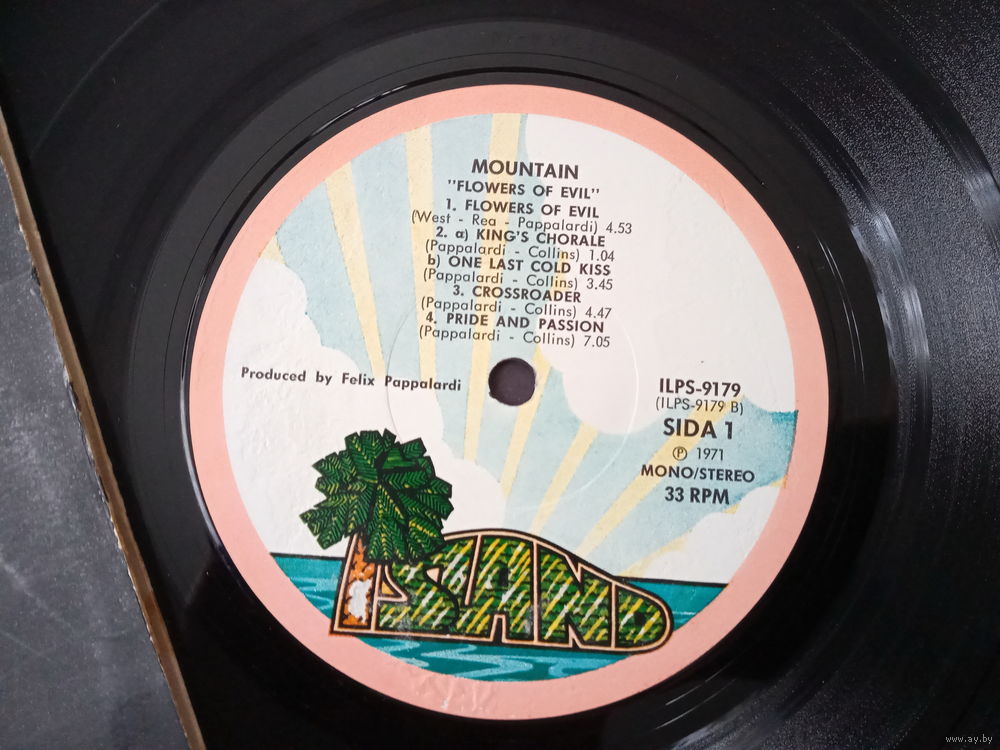 MOUNTAIN
"FLOWERS OF EVIL"
1. FLOWERS OF EVIL
(West - Rea - Pappalardi) 4.53
2. a) KING'S CHORALE
(Pappalardi - Collins) 1.04
b) ONE LAST COLD KISS
(Pappalardi - Collins) 3.45
3. CROSSROADER
(Pappalardi - Collins) 4.47
4. PRIDE AND PASSION
(Pappalardi - Collins) 7.05
Produced by Felix Pappalardi
ILPS-9179
(ILPS-9179 B)
SIDA 1
℗ 1971
MONO/STEREO
33 RPM
ISLAND
www.ay.by